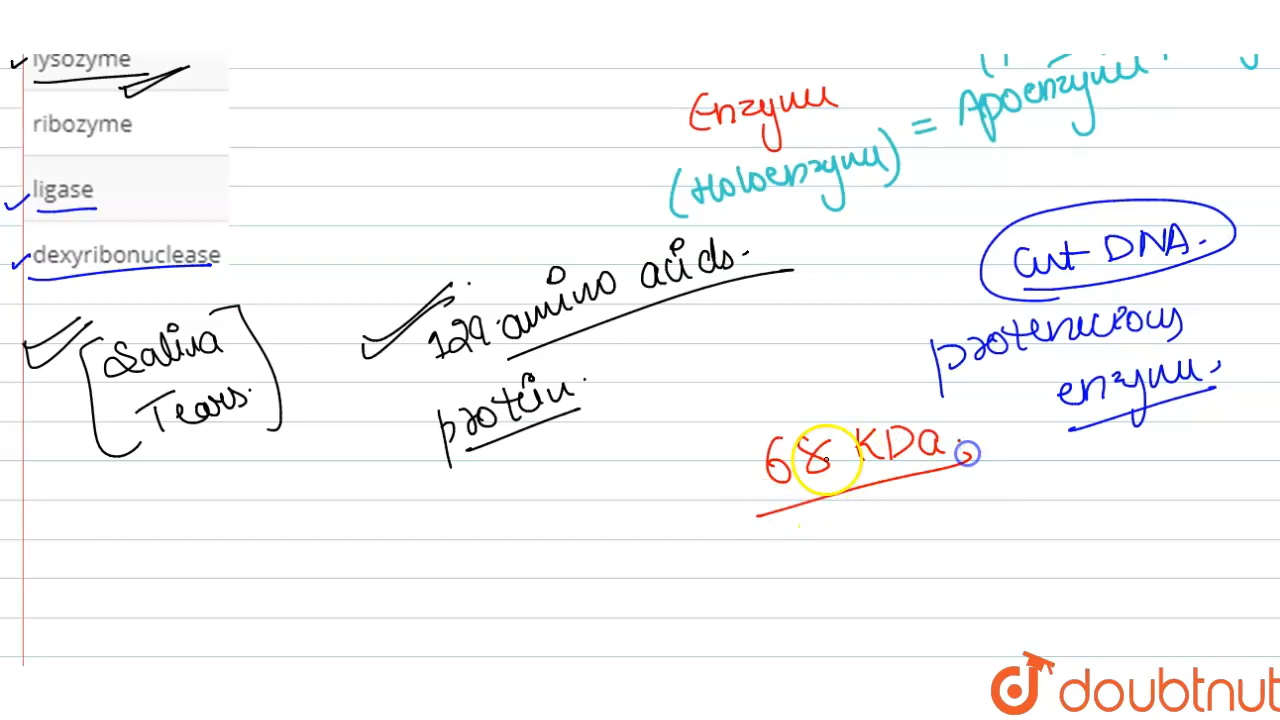 lysozyme
ribozyme
ligase
dexyribonuclease
Enzyme
(Holoenzyme) = Apoenzyme
cut DNA.
protenecious
enzyme.
[Saliva
Tears.]
129 amino acids.
protein.
68 KDa
doubtnut